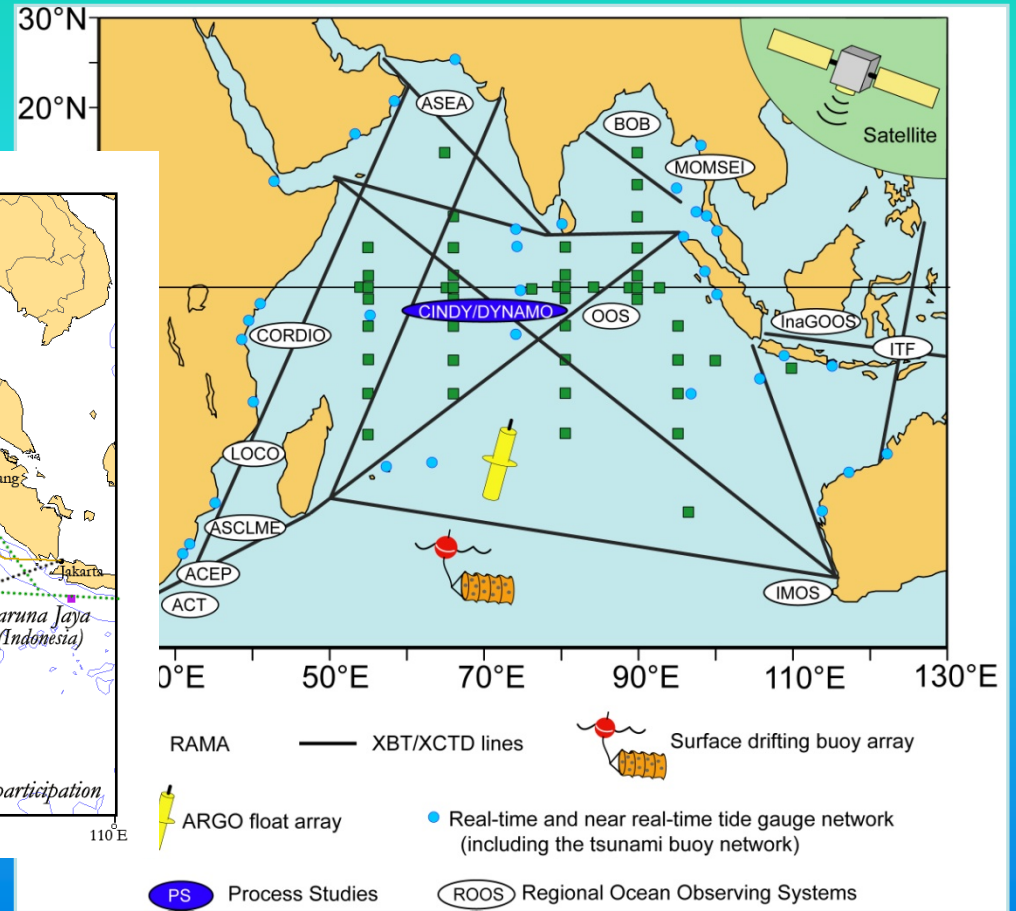 30°N
20°N
ASEA
BOB
MOMSEI
Satellite
CINDY/DYNAMO
OOS
InaGOOS
ITF
CORDIO
LOCO
ASCLME
ACEP
ACT
IMOS
0°E 50°E 70°E 90°E 110°E 130°E
RAMA
XBT/XCTD lines
Surface drifting buoy array
ARGO float array
Real-time and near real-time tide gauge network
(including the tsunami buoy network)
PS Process Studies
ROOS Regional Ocean Observing Systems
ang
Jakarta
aruna Jaya
(Indonesia)
participation
110°E